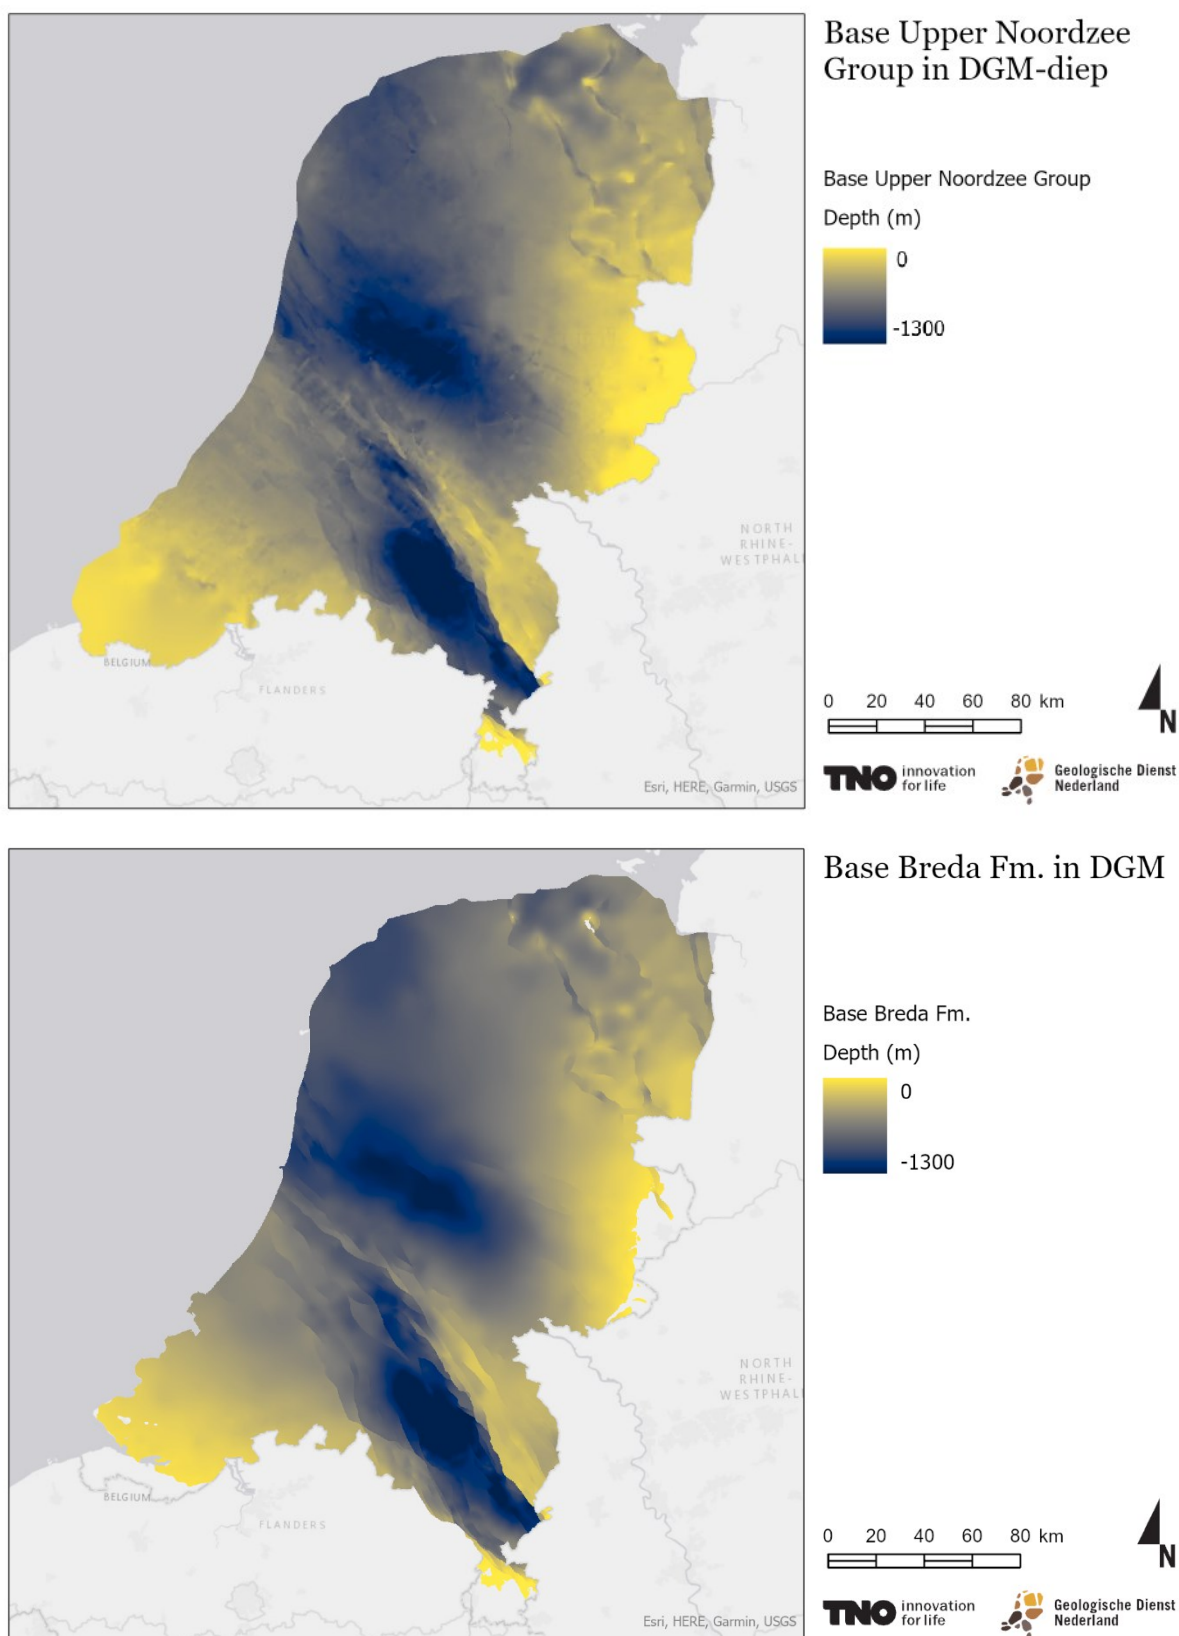 Base Upper Noordzee
Group in DGM-diep
Base Upper Noordzee Group
Depth (m)
0
-1300
NORTH
RHINE-
WESTPHAL
BELGIUM
FLANDERS
0 20 40 60 80 km
N
TNO innovation
for life
Geologische Dienst
Nederland
Esri, HERE, Garmin, USGS
Base Breda Fm. in DGM
Base Breda Fm.
Depth (m)
0
-1300
NORTH
RHINE-
WESTPHAL
BELGIUM
FLANDERS
0 20 40 60 80 km
N
TNO innovation
for life
Geologische Dienst
Nederland
Esri, HERE, Garmin, USGS